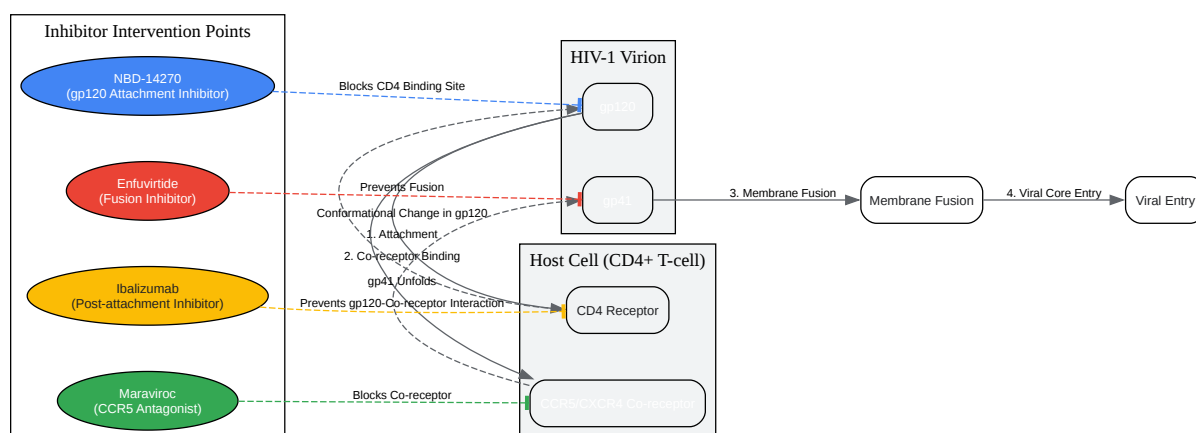 Inhibitor Intervention Points
NBD-14270
(gp120 Attachment Inhibitor)
Enfuvirtide
(Fusion Inhibitor)
Ibalizumab
(Post-attachment Inhibitor)
Maraviroc
(CCR5 Antagonist)
Blocks CD4 Binding Site
Prevents Fusion
Conformational Change in gp120
1. Attachment
2. Co-receptor Binding
gp41 Unfolds
Prevents gp120-Co-receptor Interaction
Blocks Co-receptor
HIV-1 Virion
gp120
gp41
Host Cell (CD4+ T-cell)
CD4 Receptor
CCR5/CXCR4 Co-receptor
3. Membrane Fusion
Membrane Fusion
4. Viral Core Entry
Viral Entry